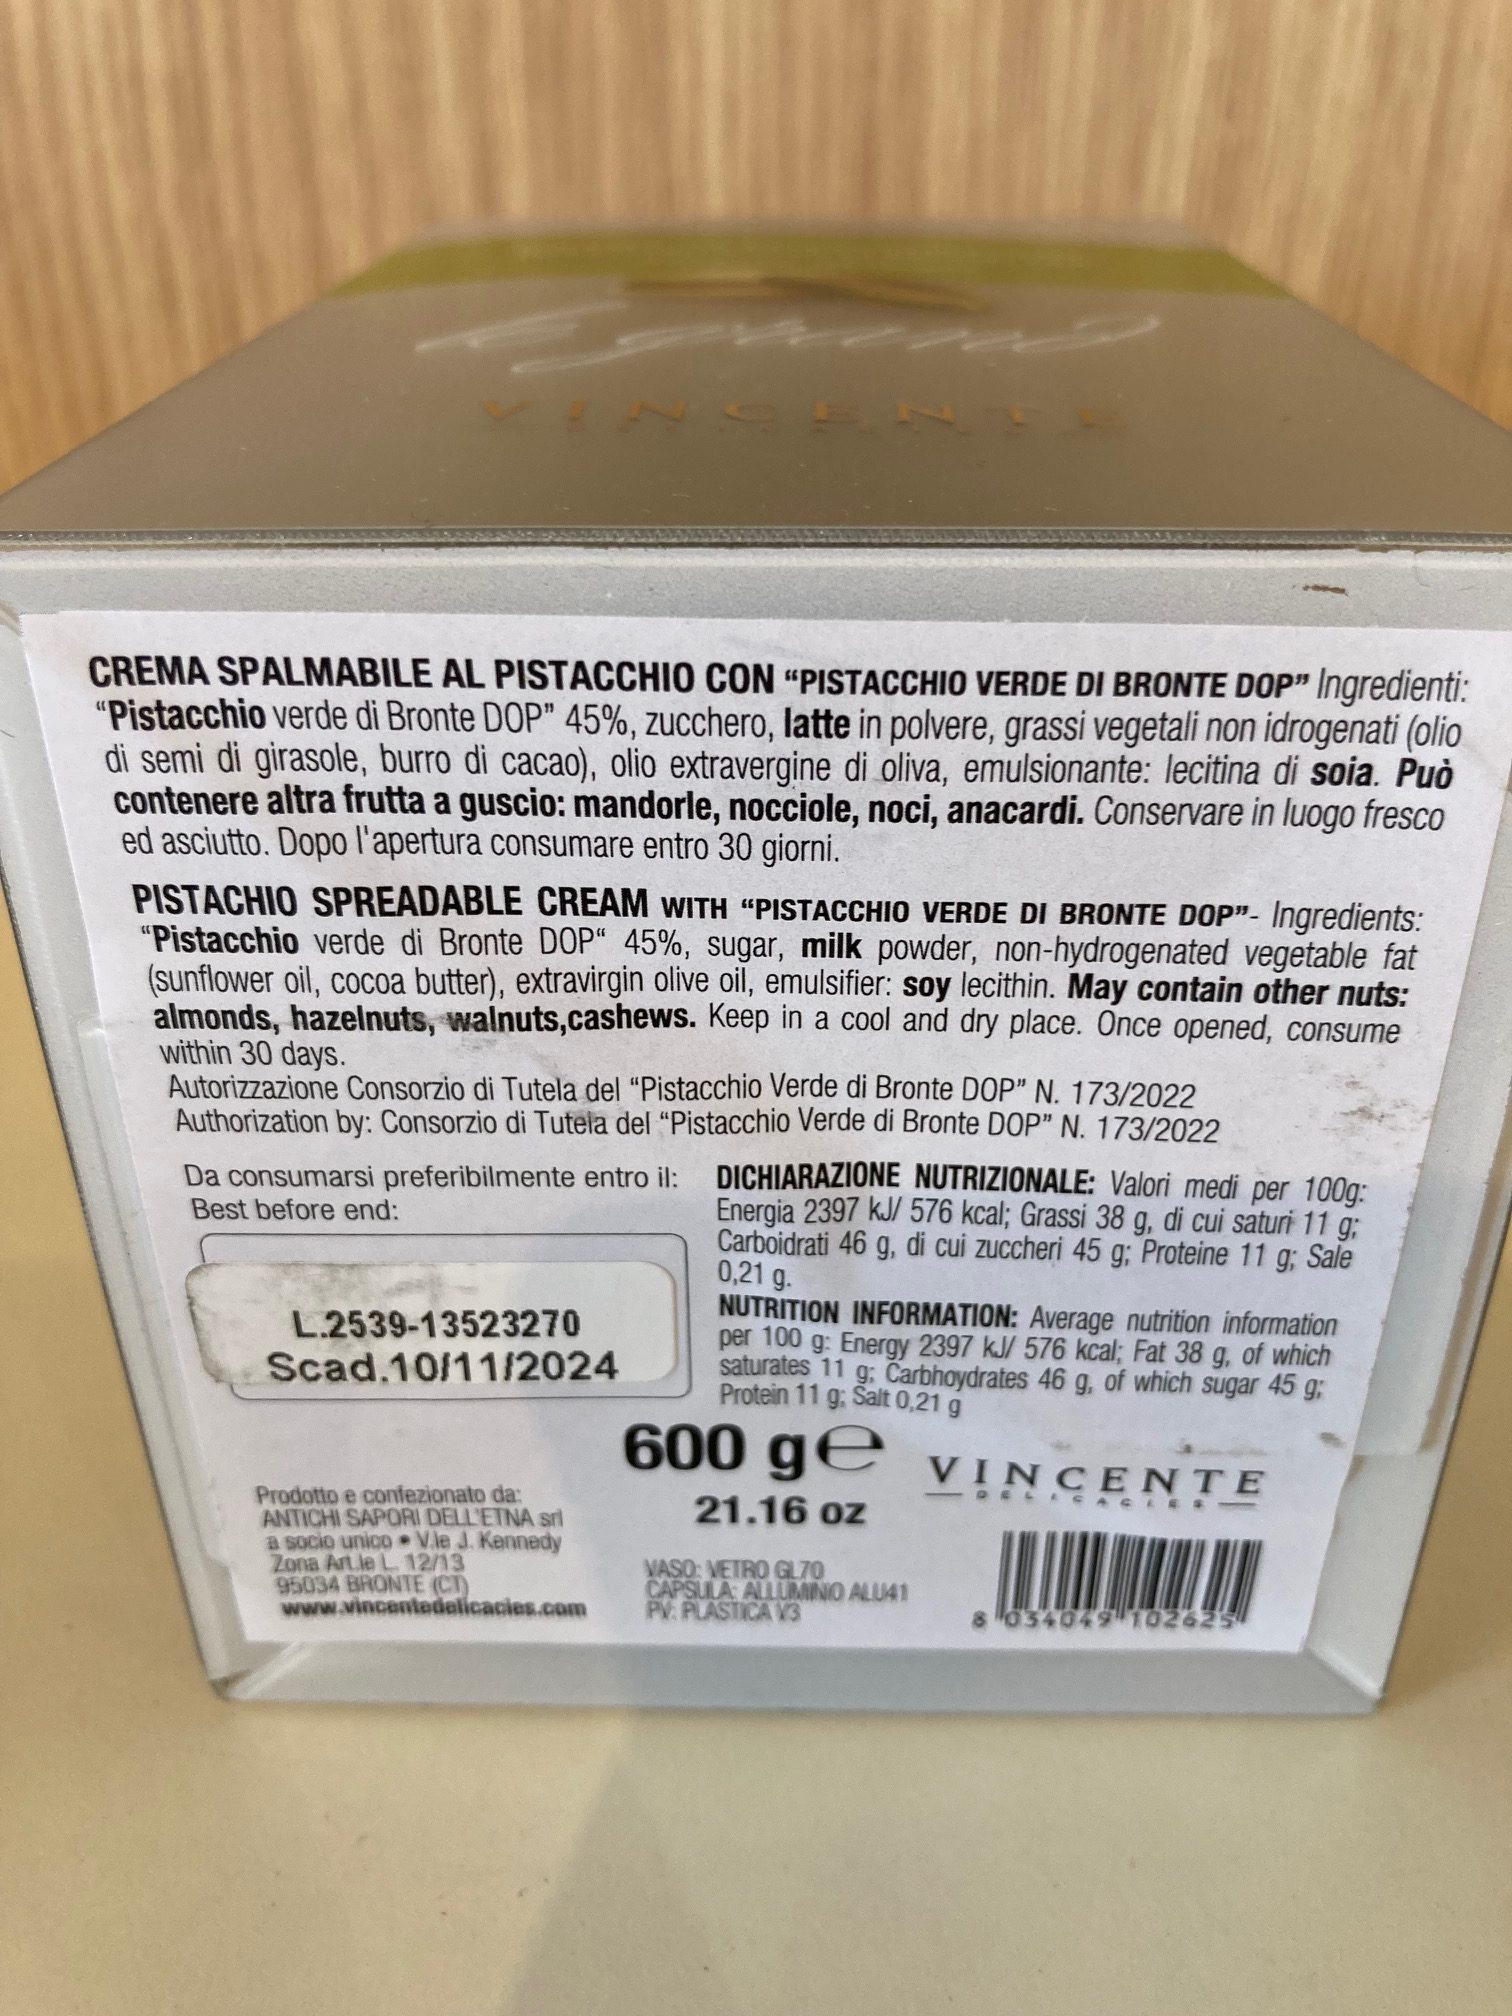 VINCENTE
CREMA SPALMABILE AL PISTACCHIO CON “PISTACCHIO VERDE DI BRONTE DOP” Ingredienti:
“Pistacchio verde di Bronte DOP” 45%, zucchero, latte in polvere, grassi vegetali non idrogenati (olio
di semi di girasole, burro di cacao), olio extravergine di oliva, emulsionante: lecitina di soia. Può
contenere altra frutta a guscio: mandorle, nocciole, noci, anacardi. Conservare in luogo fresco
ed asciutto. Dopo l'apertura consumare entro 30 giorni.
PISTACHIO SPREADABLE CREAM WITH “PISTACCHIO VERDE DI BRONTE DOP”- Ingredients:
“Pistacchio verde di Bronte DOP“ 45%, sugar, milk powder, non-hydrogenated vegetable fat
(sunflower oil, cocoa butter), extravirgin olive oil, emulsifier: soy lecithin. May contain other nuts:
almonds, hazelnuts, walnuts,cashews. Keep in a cool and dry place. Once opened, consume
within 30 days.
Autorizzazione Consorzio di Tutela del “Pistacchio Verde di Bronte DOP” N. 173/2022
Authorization by: Consorzio di Tutela del “Pistacchio Verde di Bronte DOP” N. 173/2022
Da consumarsi preferibilmente entro il:
Best before end:
L.2539-13523270
Scad.10/11/2024
DICHIARAZIONE NUTRIZIONALE: Valori medi per 100g:
Energia 2397 kJ/ 576 kcal; Grassi 38 g, di cui saturi 11 g;
Carboidrati 46 g, di cui zuccheri 45 g; Proteine 11 g; Sale
0,21 g.
NUTRITION INFORMATION: Average nutrition information
per 100 g: Energy 2397 kJ/ 576 kcal; Fat 38 g, of which
saturates 11 g; Carbhoydrates 46 g, of which sugar 45 g;
Protein 11 g; Salt 0,21 g
600 g℮
21.16 oz
VINCENTE
DELICACIES
Prodotto e confezionato da:
ANTICHI SAPORI DELL'ETNA srl
a socio unico • V.le J. Kennedy
Zona Art.le L. 12/13
95034 BRONTE (CT)
www.vincentedelicacies.com
VASO: VETRO GL70
CAPSULA: ALLUMINIO ALU41
PV: PLASTICA V3
8 034049 102625